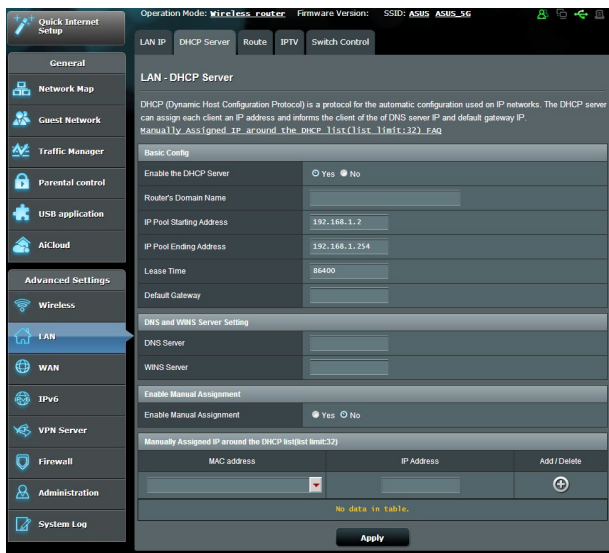 Operation Mode: Wireless router Firmware Version: SSID: ASUS ASUS_5G
Quick Internet
Setup
LAN IP DHCP Server Route IPTV Switch Control
General
Network Map
Guest Network
Traffic Manager
Parental control
USB application
AiCloud
Advanced Settings
Wireless
LAN
WAN
IPv6
VPN Server
Firewall
Administration
System Log
LAN - DHCP Server
DHCP (Dynamic Host Configuration Protocol) is a protocol for the automatic configuration used on IP networks. The DHCP server
can assign each client an IP address and informs the client of the of DNS server IP and default gateway IP.
Manually Assigned IP around the DHCP list(list limit:32) FAQ
Basic Config
Enable the DHCP Server Yes No
Router's Domain Name
IP Pool Starting Address 192.168.1.2
IP Pool Ending Address 192.168.1.254
Lease Time 86400
Default Gateway
DNS and WINS Server Setting
DNS Server
WINS Server
Enable Manual Assignment
Enable Manual Assignment Yes No
Manually Assigned IP around the DHCP list(list limit:32)
MAC address IP Address Add / Delete
No data in table.
Apply